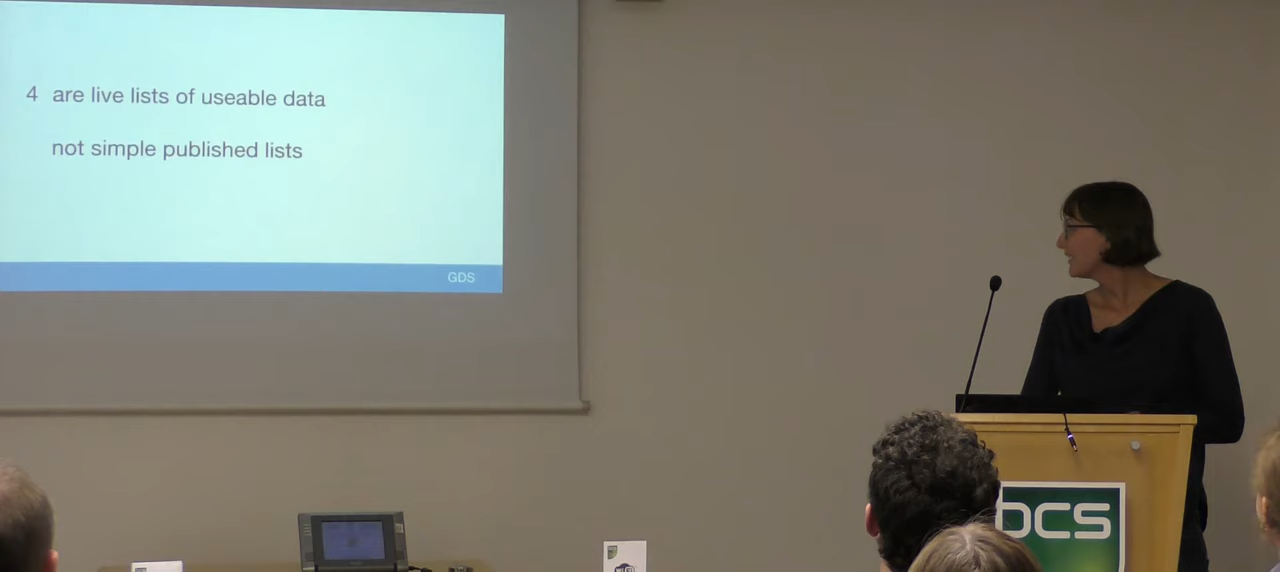 4 are live lists of useable data
not simple published lists
GDS
bcs